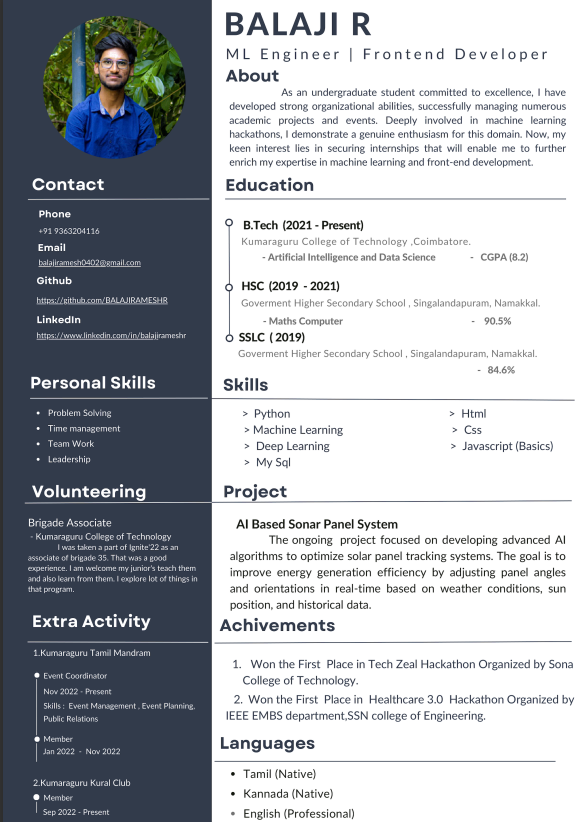 BALAJI R
ML Engineer | Frontend Developer
About
As an undergraduate student committed to excellence, I have
developed strong organizational abilities, successfully managing numerous
academic projects and events. Deeply involved in machine learning
hackathons, I demonstrate a genuine enthusiasm for this domain. Now, my
keen interest lies in securing internships that will enable me to further
enrich my expertise in machine learning and front-end development.
Contact
Phone
+91 9363204116
Email
balajiramesh0402@gmail.com
Github
https://github.com/BALAJIRAMESHR
LinkedIn
https://www.linkedin.com/in/balajirameshr
Personal Skills
• Problem Solving
• Time management
• Team Work
• Leadership
Volunteering
Brigade Associate
- Kumaraguru College of Technology
I was taken a part of Ignite'22 as an
associate of brigade 35. That was a good
experience. I am welcome my junior's teach them
and also learn from them. I explore lot of things in
that program.
Extra Activity
1.Kumaraguru Tamil Mandram
Event Coordinator
Nov 2022 - Present
Skills : Event Management , Event Planning,
Public Relations
Member
Jan 2022 - Nov 2022
2.Kumaraguru Kural Club
Member
Sep 2022 - Present
Education
B.Tech (2021 - Present)
Kumaraguru College of Technology ,Coimbatore.
- Artificial Intelligence and Data Science - CGPA (8.2)
HSC (2019 - 2021)
Goverment Higher Secondary School , Singalandapuram, Namakkal.
- Maths Computer - 90.5%
SSLC ( 2019)
Goverment Higher Secondary School , Singalandapuram, Namakkal.
- 84.6%
Skills
> Python > Html
> Machine Learning > Css
> Deep Learning > Javascript (Basics)
> My Sql
Project
AI Based Sonar Panel System
The ongoing project focused on developing advanced AI
algorithms to optimize solar panel tracking systems. The goal is to
improve energy generation efficiency by adjusting panel angles
and orientations in real-time based on weather conditions, sun
position, and historical data.
Achivements
1. Won the First Place in Tech Zeal Hackathon Organized by Sona
College of Technology.
2. Won the First Place in Healthcare 3.0 Hackathon Organized by
IEEE EMBS department,SSN college of Engineering.
Languages
• Tamil (Native)
• Kannada (Native)
• English (Professional)